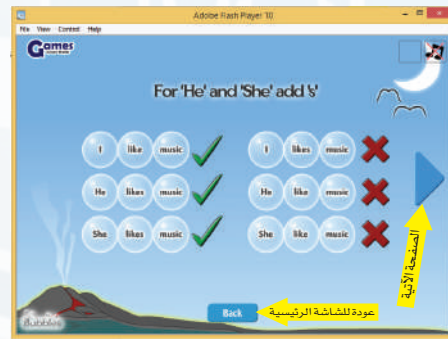 Adobe Flash Player 10
File View Control Help
Games
For 'He' and 'She' add 's'
I like music
I likes music
He likes music
He like music
She likes music
She like music
الصفحة الآتية
Back
عودة للشاشة الرئيسية
Bubbles